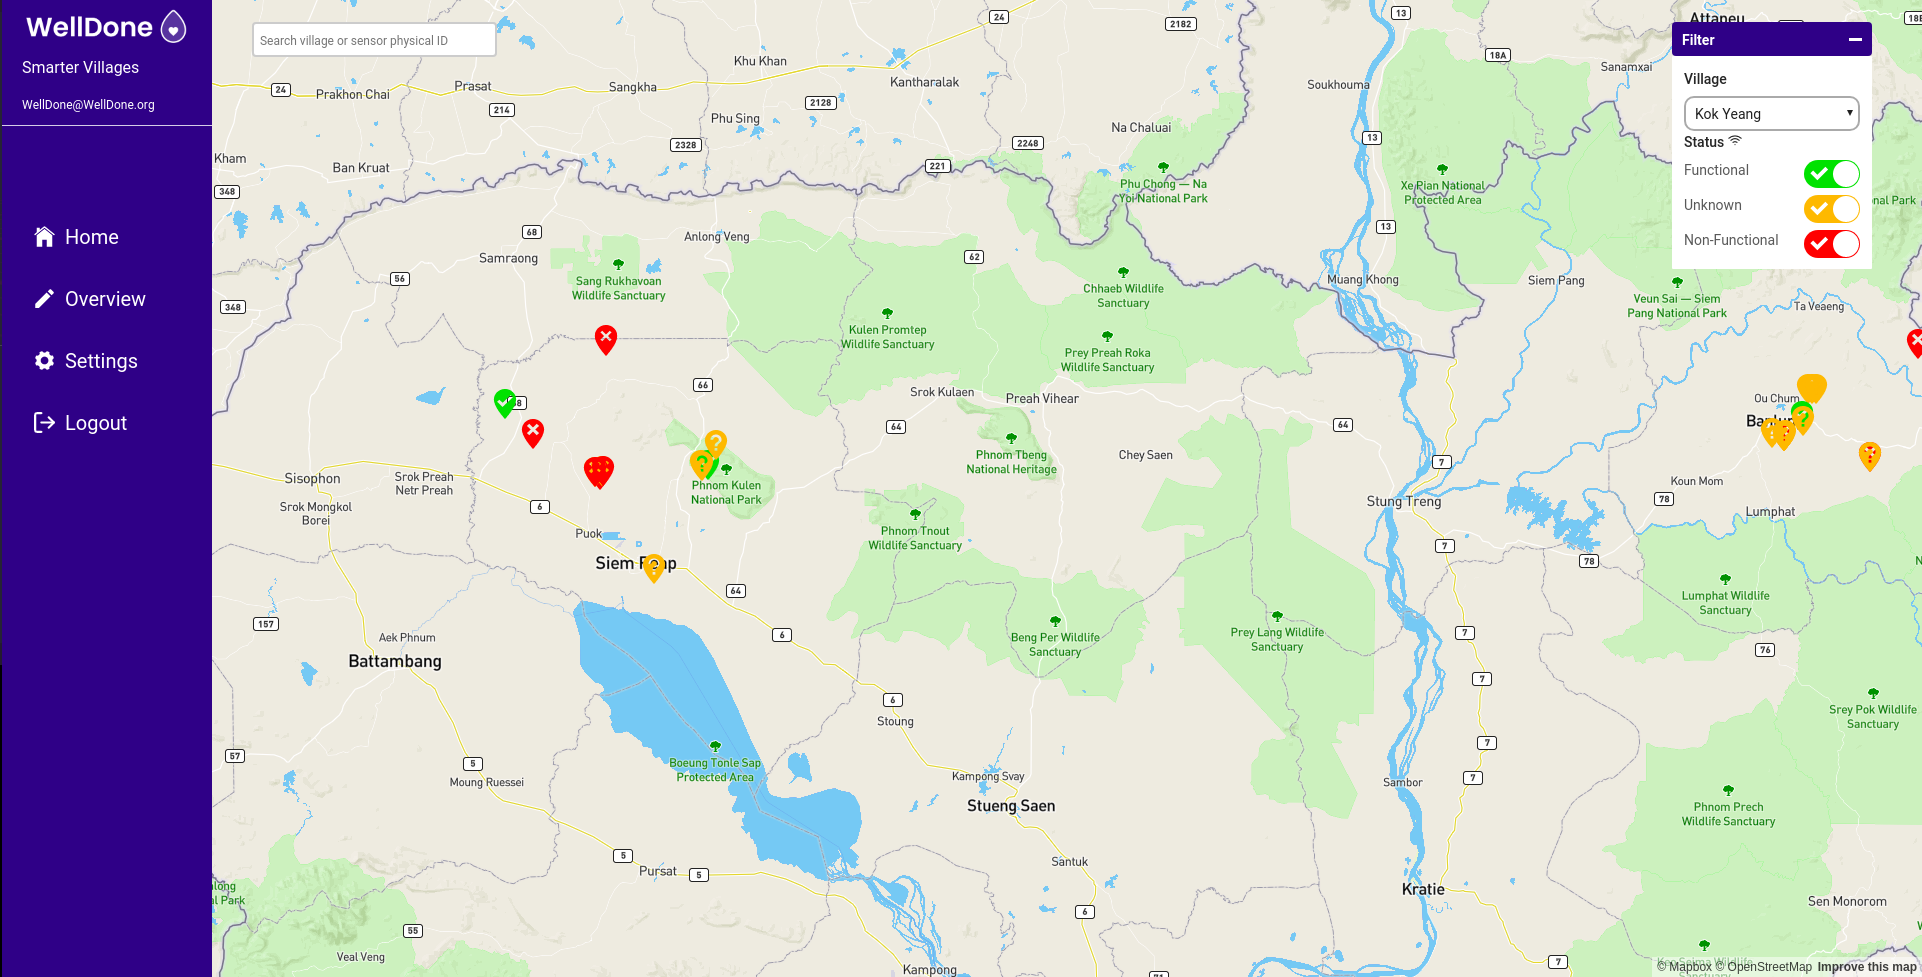 WellDone
Smarter Villages
WellDone@WellDone.org
Home
Overview
Settings
Logout
Search village or sensor physical ID
Filter
Village
Kok Yeang
Status
Functional
Unknown
Non-Functional
24
13
2182
Attapeu
18A
Sanamxai
Khu Khan
Kantharalak
Soukhouma
24
Prakhon Chai
Prasat
Sangkha
214
2128
Phu Sing
Na Chaluai
13
2328
2248
221
Kham
Ban Kruat
348
Phu Chong — Na
Yoi National Park
Xe Pian National
Protected Area
nal Park
13
68
Anlong Veng
Samraong
62
56
348
Sang Rukhavoan
Wildlife Sanctuary
Chhaeb Wildlife
Sanctuary
Muang Khong
Siem Pang
Veun Sai — Siem
Pang National Park
Ta Veaeng
Kulen Promtep
Wildlife Sanctuary
Prey Preah Roka
Wildlife Sanctuary
66
Srok Kulaen
Preah Vihear
Ou Chum
64
64
Chey Saen
Phnom Tbeng
National Heritage
7
Sisophon
Srok Preah
Netr Preah
Phnom Kulen
National Park
Koun Mom
78
Stung Treng
Srok Mongkol
Borei
6
Puok
Phnom Tnout
Wildlife Sanctuary
Lumphat
7
78
64
Lumphat Wildlife
Sanctuary
157
Aek Phnum
Battambang
6
Beng Per Wildlife
Sanctuary
Prey Lang Wildlife
Sanctuary
7
76
7
6
Stoung
Srey Pok Wildlife
Sanctuary
57
5
Moung Ruessei
Boeung Tonle Sap
Protected Area
7
7
Kampong Svay
Sambor
Stueng Saen
Phnom Prech
Wildlife Sanctuary
5
Pursat
5
Santuk
Kratie
6
Sen Monorom
55
Veal Veng
Kampong
7
© Mapbox © OpenStreetMap Improve this map